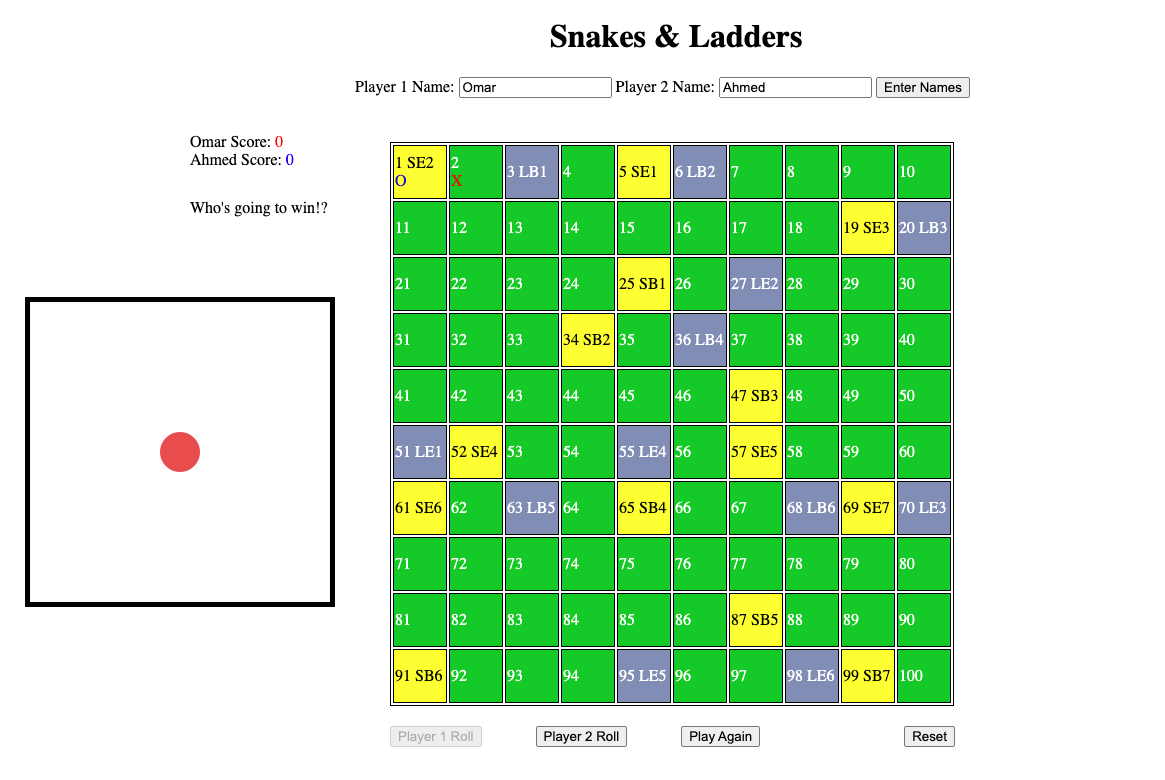 Snakes & Ladders
Player 1 Name: Omar Player 2 Name: Ahmed Enter Names
Omar Score: 0
Ahmed Score: 0
Who's going to win!?
1 SE2 2 3 LB1 4 5 SE1 6 LB2 7 8 9 10
O X
11 12 13 14 15 16 17 18 19 SE3 20 LB3
21 22 23 24 25 SB1 26 27 LE2 28 29 30
31 32 33 34 SB2 35 36 LB4 37 38 39 40
41 42 43 44 45 46 47 SB3 48 49 50
51 LE1 52 SE4 53 54 55 LE4 56 57 SE5 58 59 60
61 SE6 62 63 LB5 64 65 SB4 66 67 68 LB6 69 SE7 70 LE3
71 72 73 74 75 76 77 78 79 80
81 82 83 84 85 86 87 SB5 88 89 90
91 SB6 92 93 94 95 LE5 96 97 98 LE6 99 SB7 100
Player 1 Roll Player 2 Roll Play Again Reset